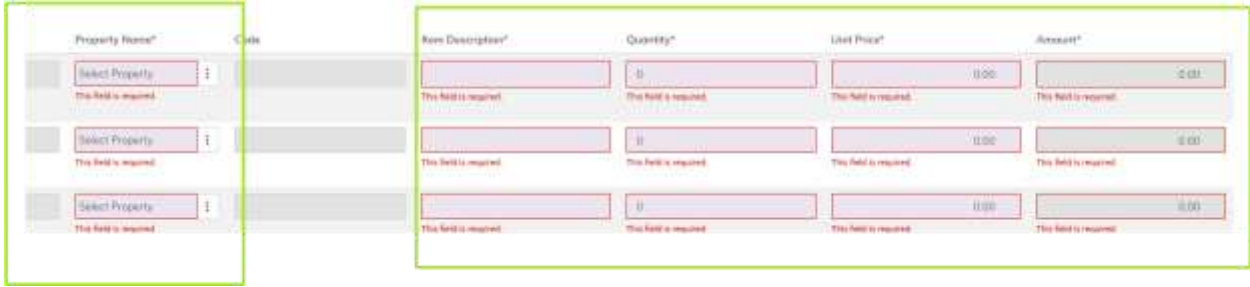 Property Name* Code Item Description* Quantity* Unit Price* Amount*
Select Property 0 0.00 0.00
This field is required. This field is required. This field is required. This field is required. This field is required.
Select Property 0 0.00 0.00
This field is required. This field is required. This field is required. This field is required. This field is required.
Select Property 0 0.00 0.00
This field is required. This field is required. This field is required. This field is required. This field is required.